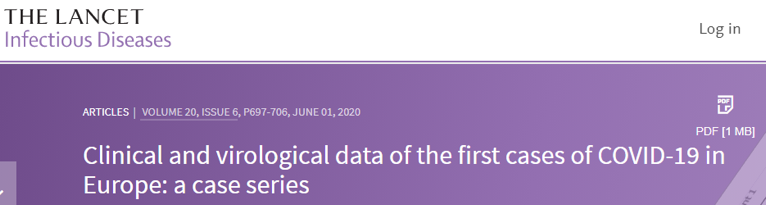 THE LANCET
Infectious Diseases
Log in
ARTICLES | VOLUME 20, ISSUE 6, P697-706, JUNE 01, 2020
PDF [1 MB]
Clinical and virological data of the first cases of COVID-19 in
Europe: a case series